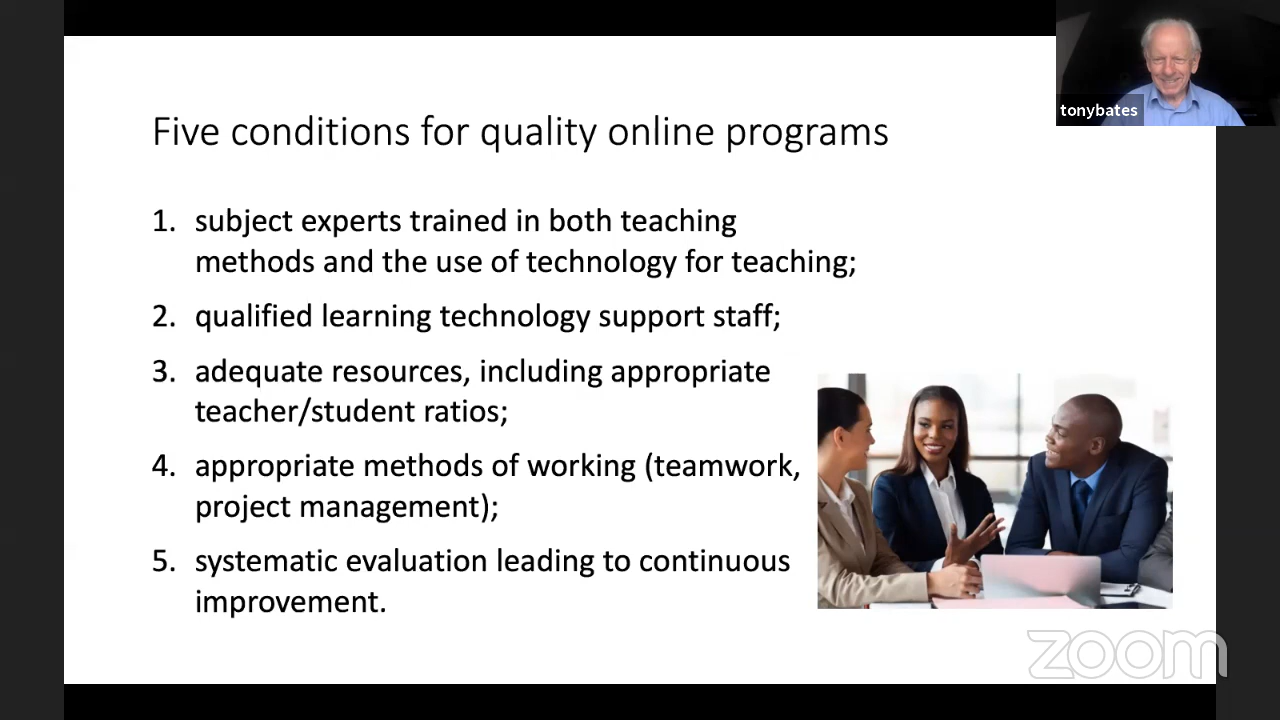 tonybates
Five conditions for quality online programs
1. subject experts trained in both teaching
methods and the use of technology for teaching;
2. qualified learning technology support staff;
3. adequate resources, including appropriate
teacher/student ratios;
4. appropriate methods of working (teamwork,
project management);
5. systematic evaluation leading to continuous
improvement.
zoom